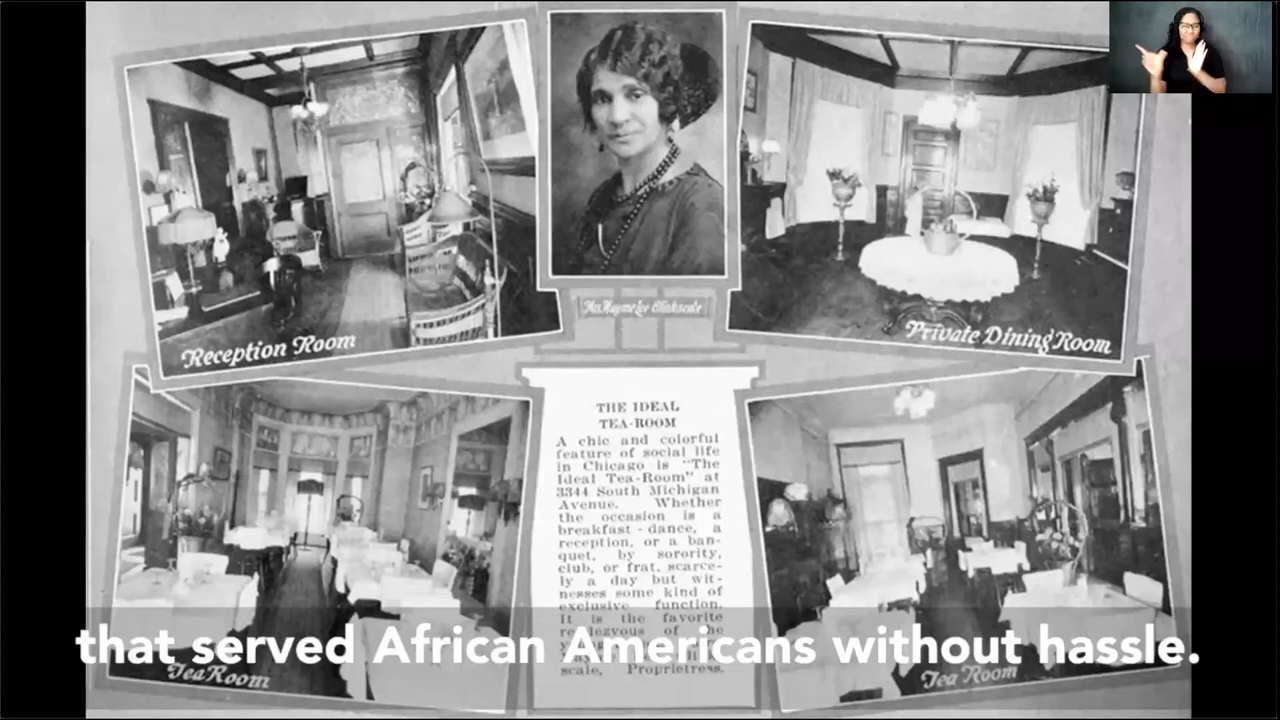 Mrs. Mayme Lee Clinkscale
Reception Room
Private Dining Room
THE IDEAL
TEA-ROOM
A chic and colorful
feature of social life
in Chicago is "The
Ideal Tea-Room" at
3344 South Michigan
Avenue. Whether
the occasion is a
breakfast - dance, a
reception, or a ban-
quet, by sorority,
club, or frat, scarce-
ly a day but wit-
nesses some kind of
exclusive function.
It is the favorite
rendezvous of the
scale, Proprietress.
Tea Room
Tea Room
that served African Americans without hassle.